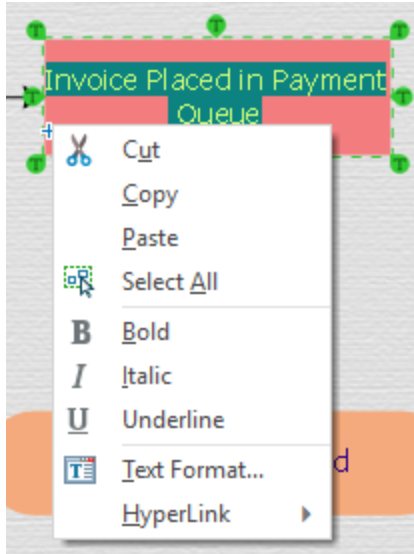 Invoice Placed in Payment
Queue
Cut
Copy
Paste
Select All
Bold
Italic
Underline
Text Format...
HyperLink